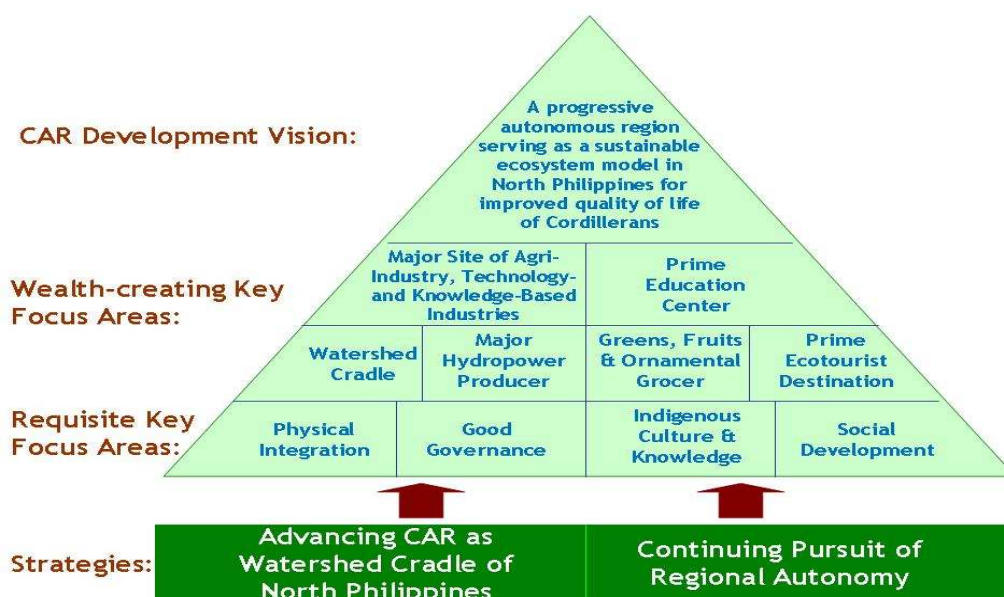 CAR Development Vision:
A progressive
autonomous region
serving as a sustainable
ecosystem model in
North Philippines for
improved quality of life
of Cordillerans
Wealth-creating Key
Focus Areas:
Major Site of Agri-
Industry, Technology-
and Knowledge-Based
Industries
Prime
Education
Center
Watershed
Cradle
Major
Hydropower
Producer
Greens, Fruits
& Ornamental
Grocer
Prime
Ecotourist
Destination
Requisite Key
Focus Areas:
Physical
Integration
Good
Governance
Indigenous
Culture &
Knowledge
Social
Development
Strategies:
Advancing CAR as
Watershed Cradle of
North Philippines
Continuing Pursuit of
Regional Autonomy